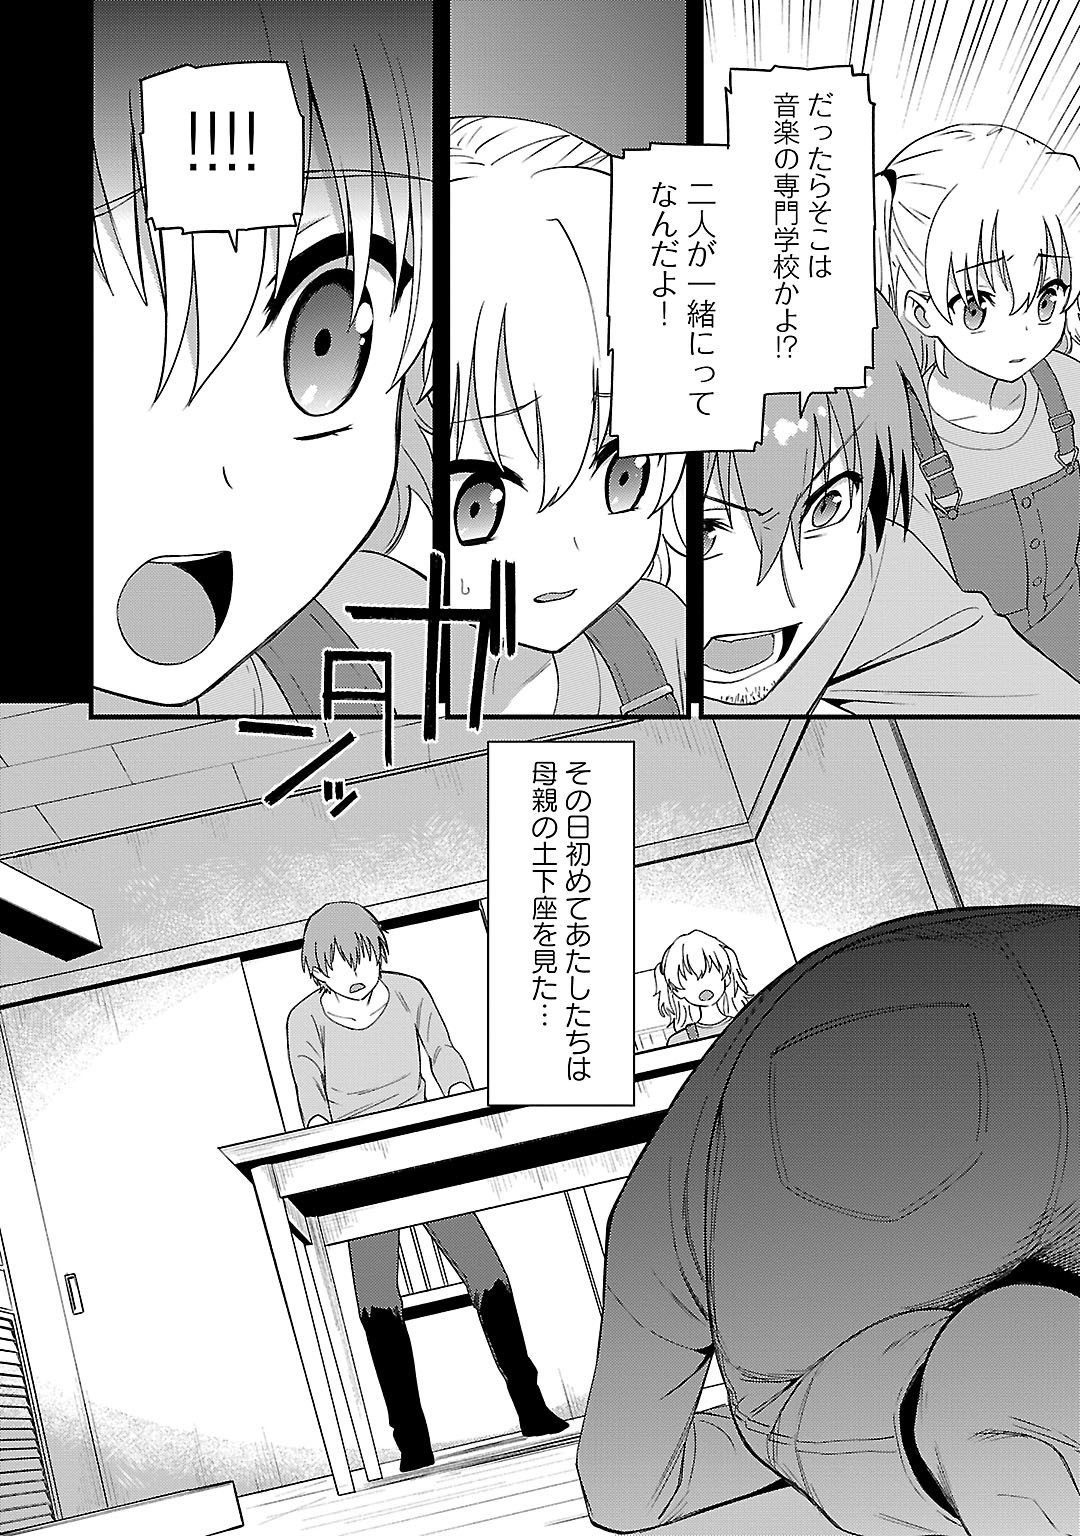 だったらそこは
音楽の専門学校かよ!?
二人が一緒にって
なんだよ!
!!!!
ガタンッ
その日初めてあたしたちは
母親の土下座を見た…